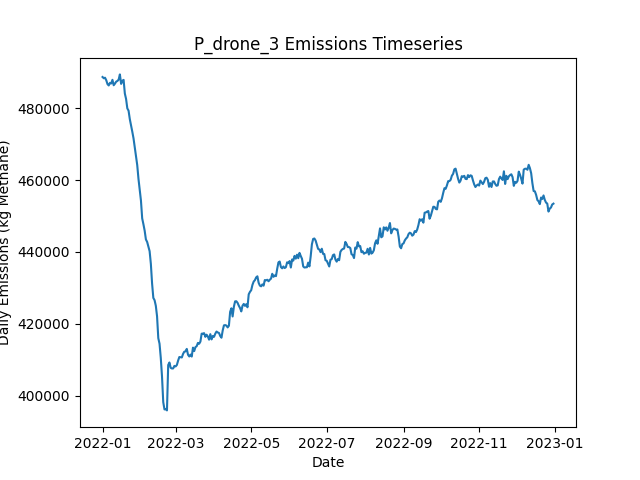 P_drone_3 Emissions Timeseries
480000
460000
440000
420000
400000
Daily Emissions (kg Methane)
2022-01 2022-03 2022-05 2022-07 2022-09 2022-11 2023-01
Date